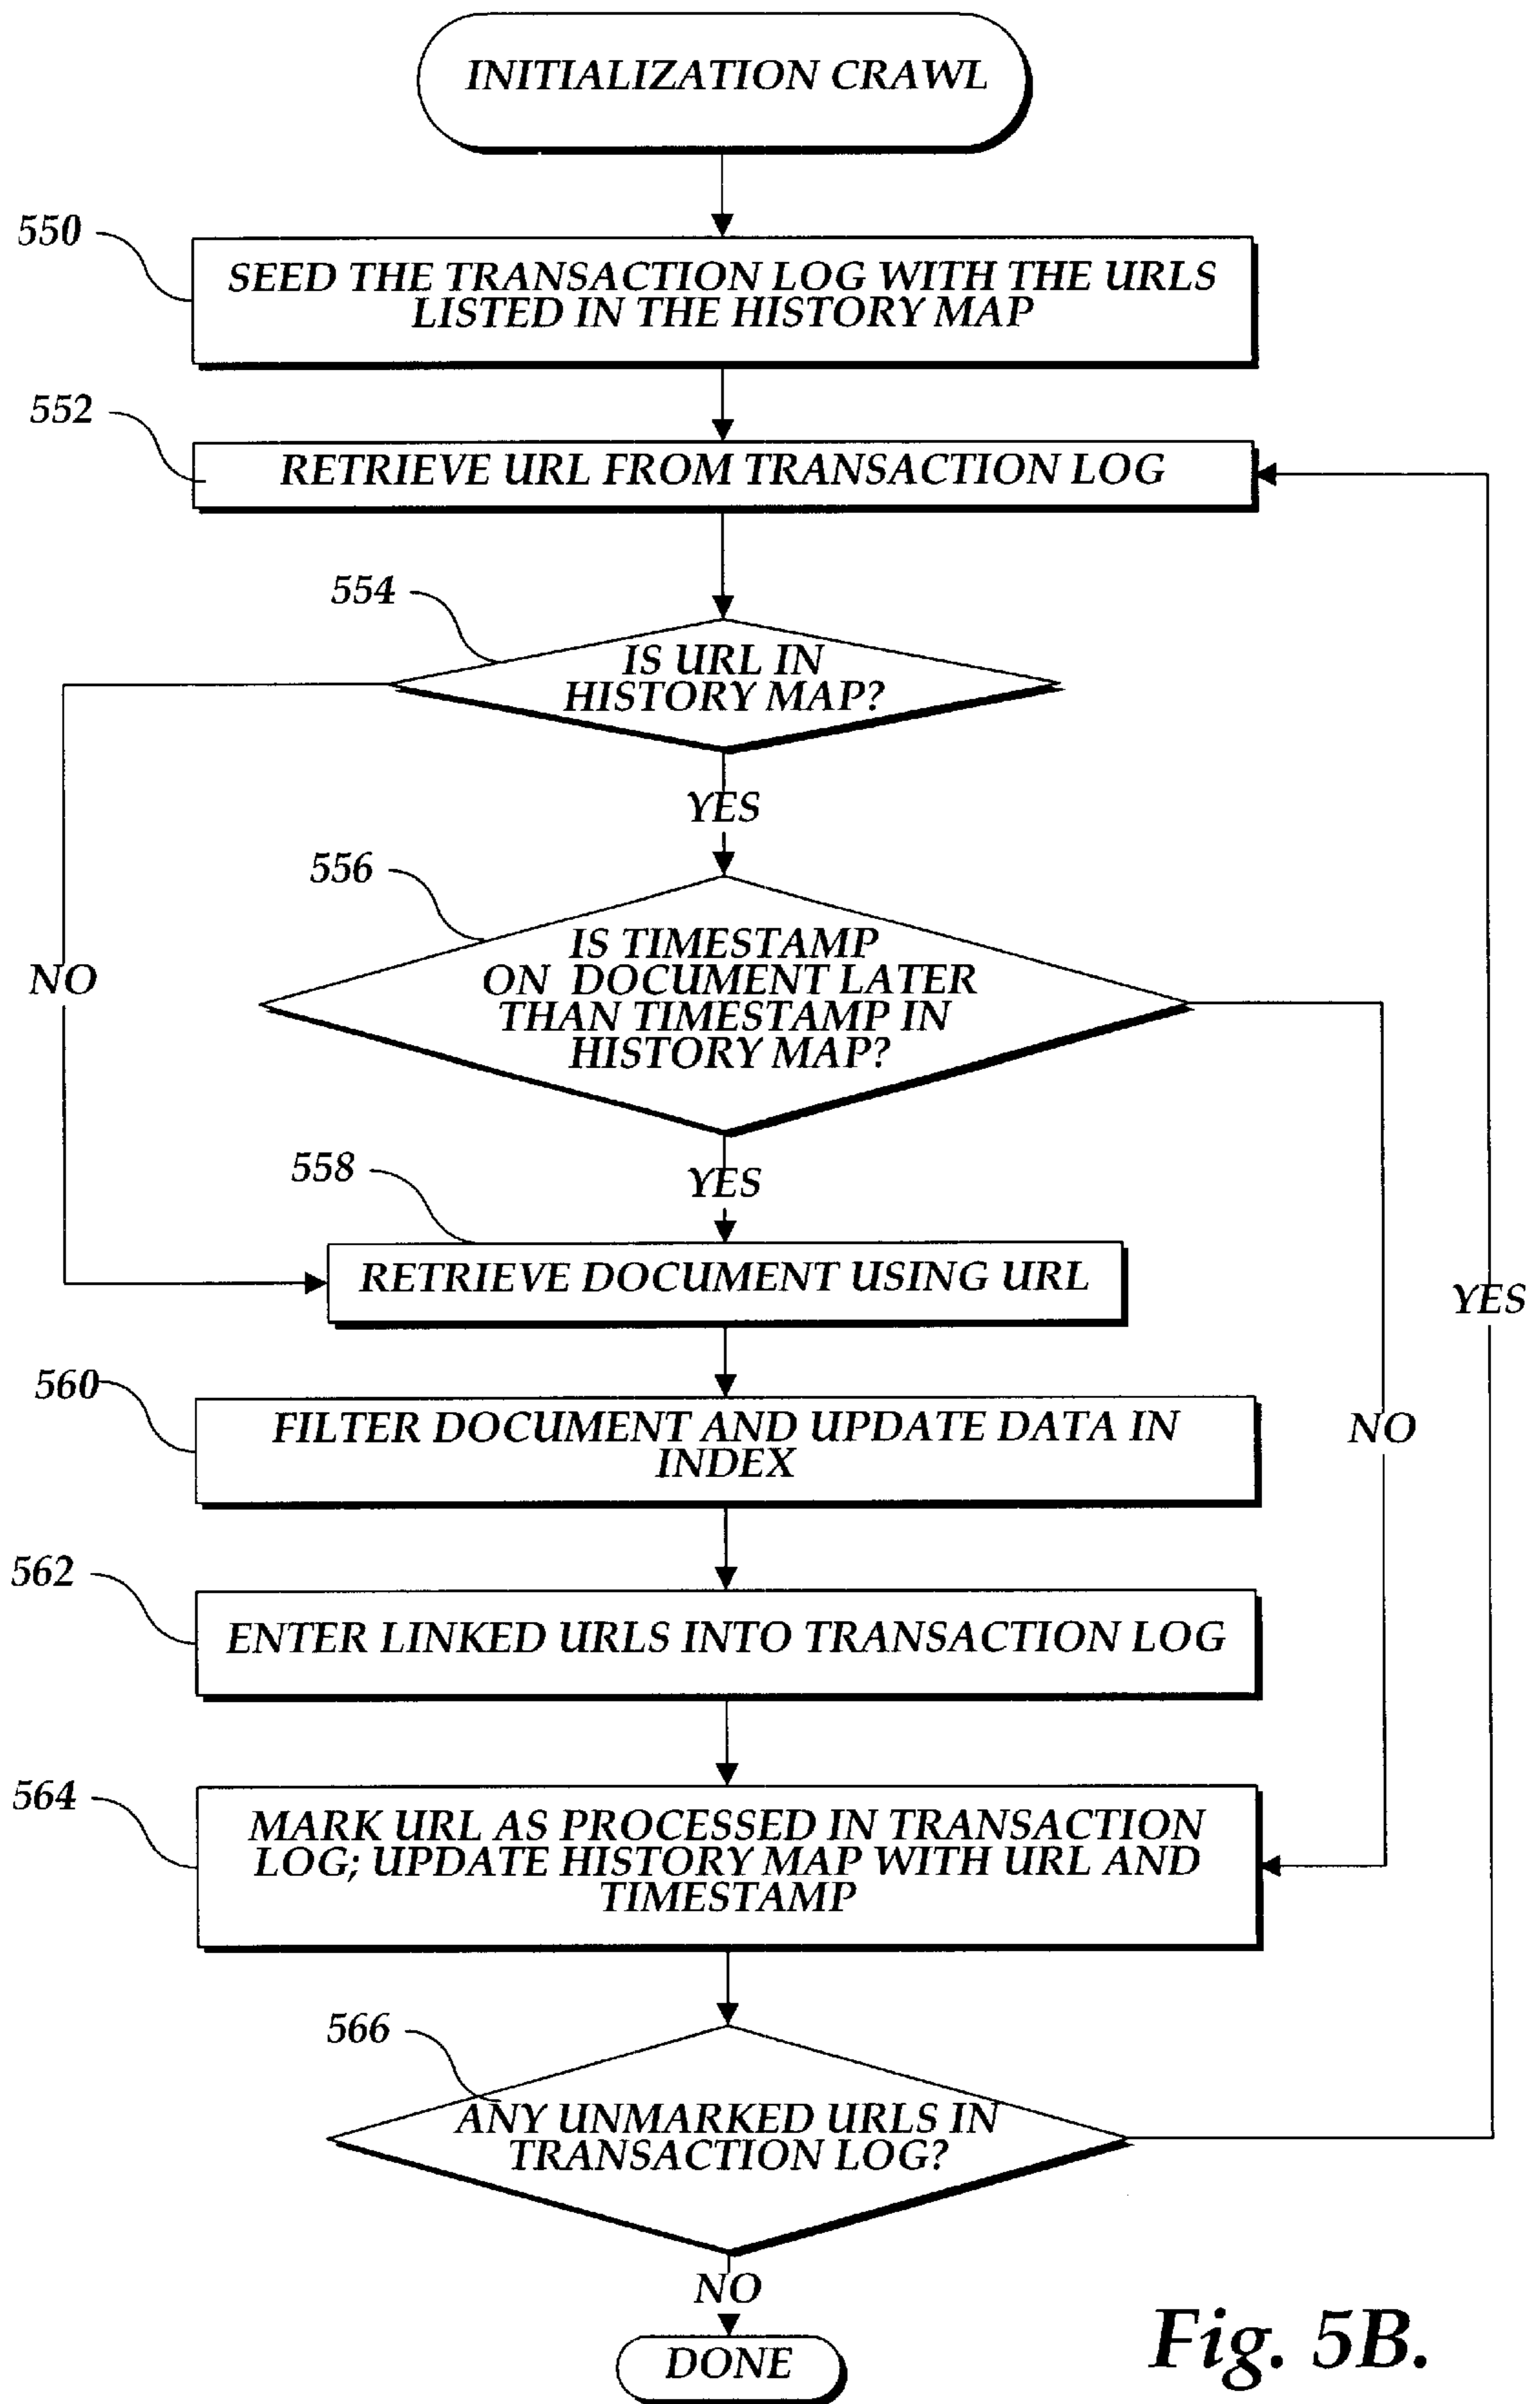 INITIALIZATION CRAWL
550
SEED THE TRANSACTION LOG WITH THE URLS
LISTED IN THE HISTORY MAP
552
RETRIEVE URL FROM TRANSACTION LOG
554
IS URL IN
HISTORY MAP?
YES
556
IS TIMESTAMP
ON DOCUMENT LATER
THAN TIMESTAMP IN
HISTORY MAP?
NO
558
YES
RETRIEVE DOCUMENT USING URL
YES
560
FILTER DOCUMENT AND UPDATE DATA IN
INDEX
NO
562
ENTER LINKED URLS INTO TRANSACTION LOG
564
MARK URL AS PROCESSED IN TRANSACTION
LOG; UPDATE HISTORY MAP WITH URL AND
TIMESTAMP
566
ANY UNMARKED URLS IN
TRANSACTION LOG?
NO
DONE
Fig. 5B.